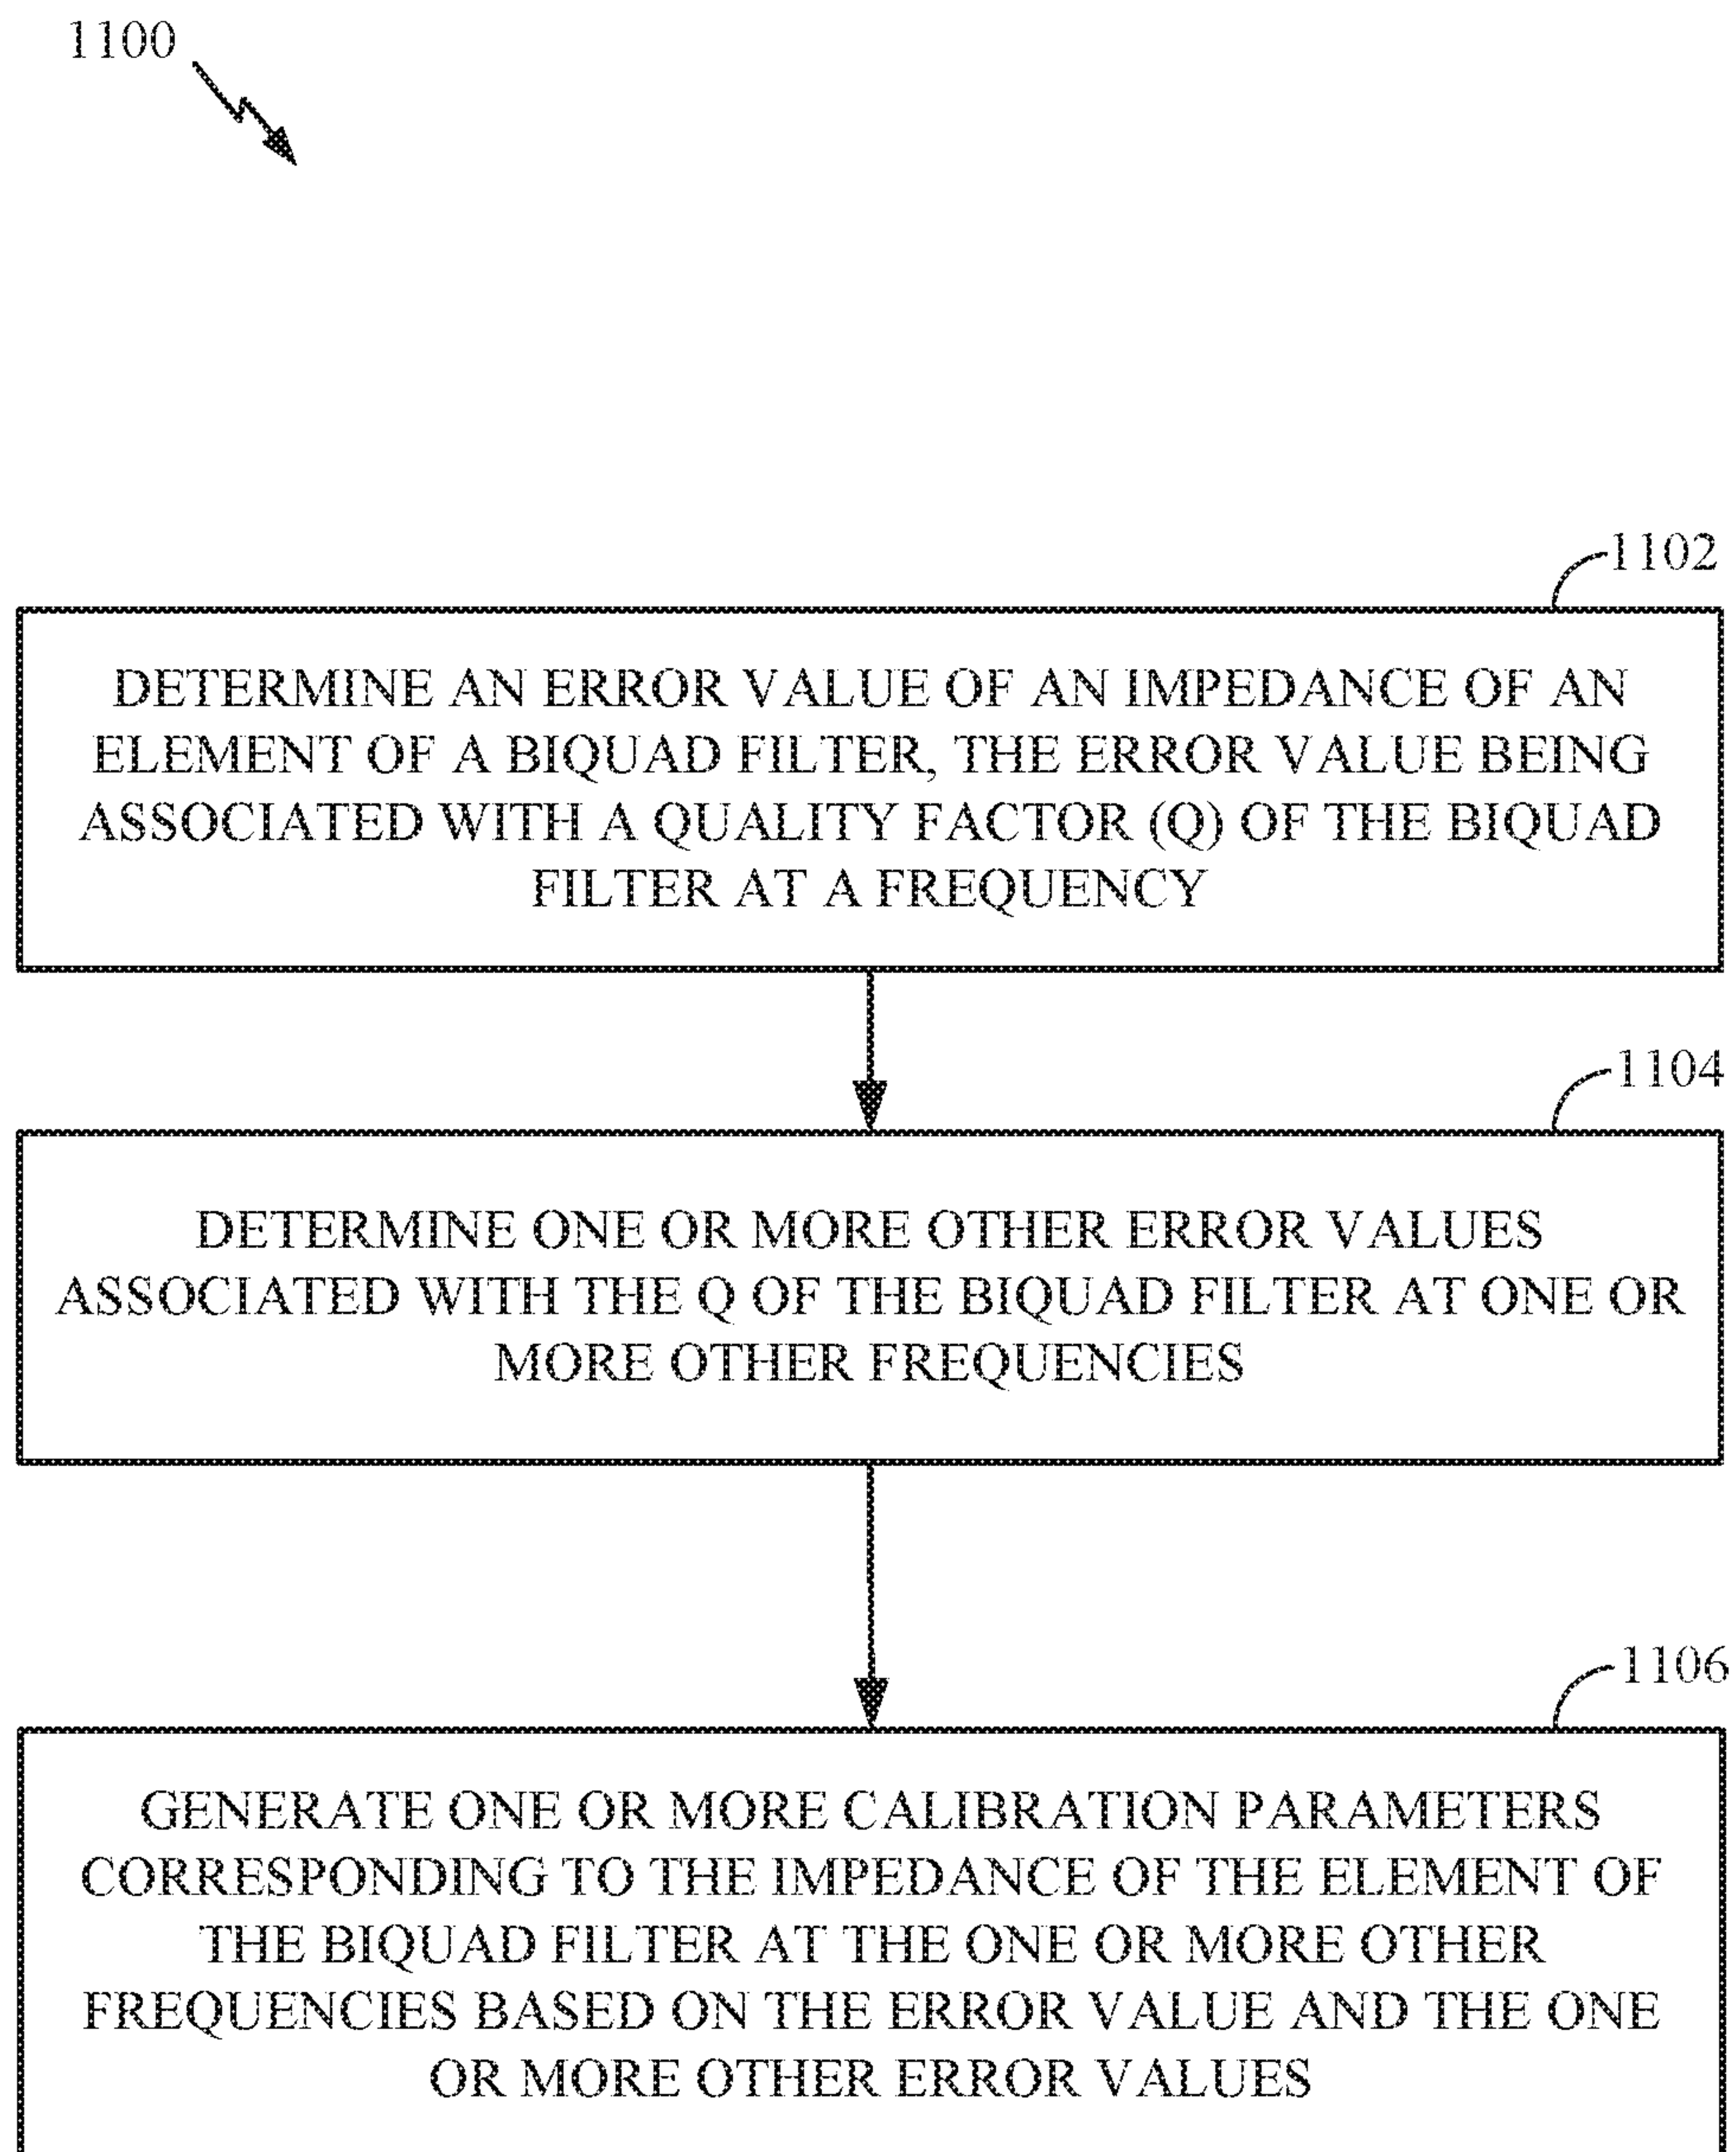 1100
1102
DETERMINE AN ERROR VALUE OF AN IMPEDANCE OF AN
ELEMENT OF A BIQUAD FILTER, THE ERROR VALUE BEING
ASSOCIATED WITH A QUALITY FACTOR (Q) OF THE BIQUAD
FILTER AT A FREQUENCY
1104
DETERMINE ONE OR MORE OTHER ERROR VALUES
ASSOCIATED WITH THE Q OF THE BIQUAD FILTER AT ONE OR
MORE OTHER FREQUENCIES
1106
GENERATE ONE OR MORE CALIBRATION PARAMETERS
CORRESPONDING TO THE IMPEDANCE OF THE ELEMENT OF
THE BIQUAD FILTER AT THE ONE OR MORE OTHER
FREQUENCIES BASED ON THE ERROR VALUE AND THE ONE
OR MORE OTHER ERROR VALUES